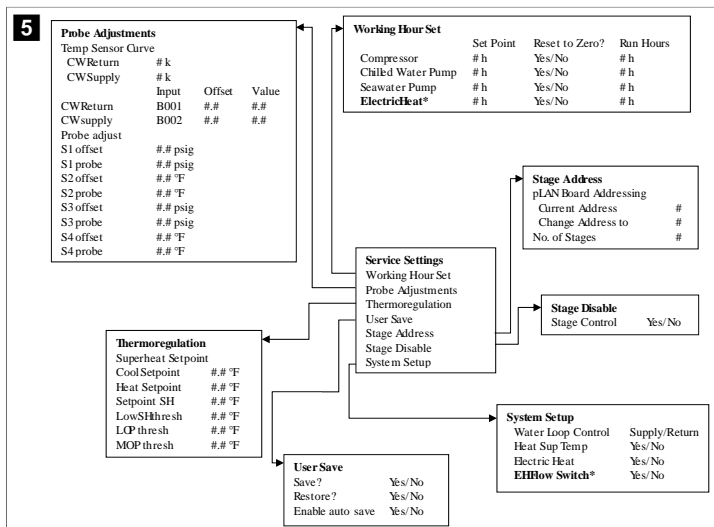 5
Probe Adjustments
Temp Sensor Curve
CWReturn # k
CWSupply # k
Input Offset Value
CWReturn B001 #.# #.#
CWsupply B002 #.# #.#
Probe adjust
S1 offset #.# psig
S1 probe #.# psig
S2 offset #.# °F
S2 probe #.# °F
S3 offset #.# psig
S3 probe #.# psig
S4 offset #.# °F
S4 probe #.# °F
Working Hour Set
Set Point Reset to Zero? Run Hours
Compressor # h Yes/No # h
Chilled Water Pump # h Yes/No # h
Seawater Pump # h Yes/No # h
ElectricHeat* # h Yes/No # h
Stage Address
pLAN Board Addressing
Current Address #
Change Address to #
No. of Stages #
Service Settings
Working Hour Set
Probe Adjustments
Thermoregulation
User Save
Stage Address
Stage Disable
System Setup
Stage Disable
Stage Control Yes/No
Thermoregulation
Superheat Setpoint
Cool Setpoint #.# °F
Heat Setpoint #.# °F
Setpoint SH #.# °F
LowSHthresh #.# °F
LOP thresh #.# °F
MOP thresh #.# °F
System Setup
Water Loop Control Supply/Return
Heat Sup Temp Yes/No
Electric Heat Yes/No
EHFlow Switch* Yes/No
User Save
Save? Yes/No
Restore? Yes/No
Enable auto save Yes/No